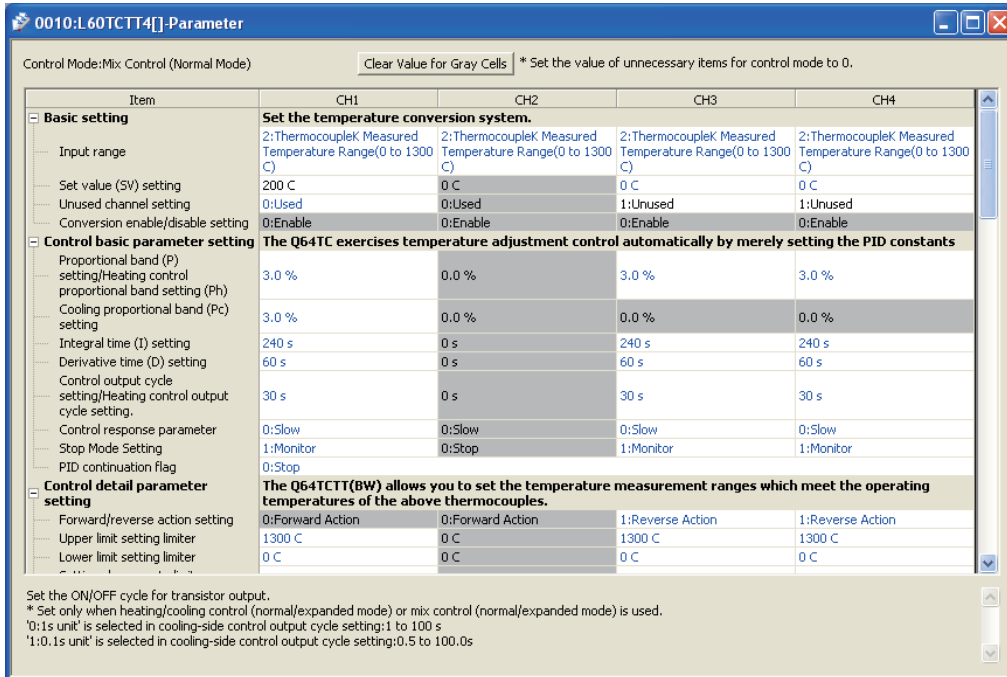 0010:L60TCTT4[]-Parameter
Control Mode:Mix Control (Normal Mode) Clear Value for Gray Cells * Set the value of unnecessary items for control mode to 0.
Item CH1 CH2 CH3 CH4
Basic setting Set the temperature conversion system.
Input range 2:ThermocoupleK Measured Temperature Range(0 to 1300 C) 2:ThermocoupleK Measured Temperature Range(0 to 1300 C) 2:ThermocoupleK Measured Temperature Range(0 to 1300 C) 2:ThermocoupleK Measured Temperature Range(0 to 1300 C)
Set value (SV) setting 200 C 0 C 0 C 0 C
Unused channel setting 0:Used 0:Used 1:Unused 1:Unused
Conversion enable/disable setting 0:Enable 0:Enable 0:Enable 0:Enable
Control basic parameter setting The Q64TC exercises temperature adjustment control automatically by merely setting the PID constants
Proportional band (P) setting/Heating control proportional band setting (Ph) 3.0 % 0.0 % 3.0 % 3.0 %
Cooling proportional band (Pc) setting 3.0 % 0.0 % 0.0 % 0.0 %
Integral time (I) setting 240 s 0 s 240 s 240 s
Derivative time (D) setting 60 s 0 s 60 s 60 s
Control output cycle setting/Heating control output cycle setting. 30 s 0 s 30 s 30 s
Control response parameter 0:Slow 0:Slow 0:Slow 0:Slow
Stop Mode Setting 1:Monitor 0:Stop 1:Monitor 1:Monitor
PID continuation flag 0:Stop
Control detail parameter setting The Q64TCTT(BW) allows you to set the temperature measurement ranges which meet the operating temperatures of the above thermocouples.
Forward/reverse action setting 0:Forward Action 0:Forward Action 1:Reverse Action 1:Reverse Action
Upper limit setting limiter 1300 C 0 C 1300 C 1300 C
Lower limit setting limiter 0 C 0 C 0 C 0 C
Set the ON/OFF cycle for transistor output.
* Set only when heating/cooling control (normal/expanded mode) or mix control (normal/expanded mode) is used.
'0:1s unit' is selected in cooling-side control output cycle setting:1 to 100 s
'1:0.1s unit' is selected in cooling-side control output cycle setting:0.5 to 100.0s